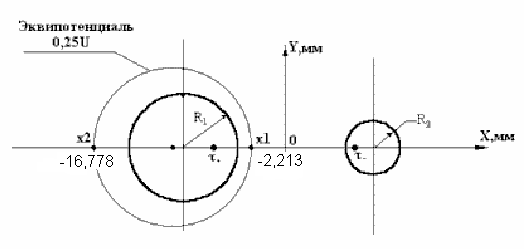 Эквипотенциаль
0,25U
Y,мм
R₁
R₂
x2
x1
0
X,мм
τ₊
τ₋
-16,778
-2,213